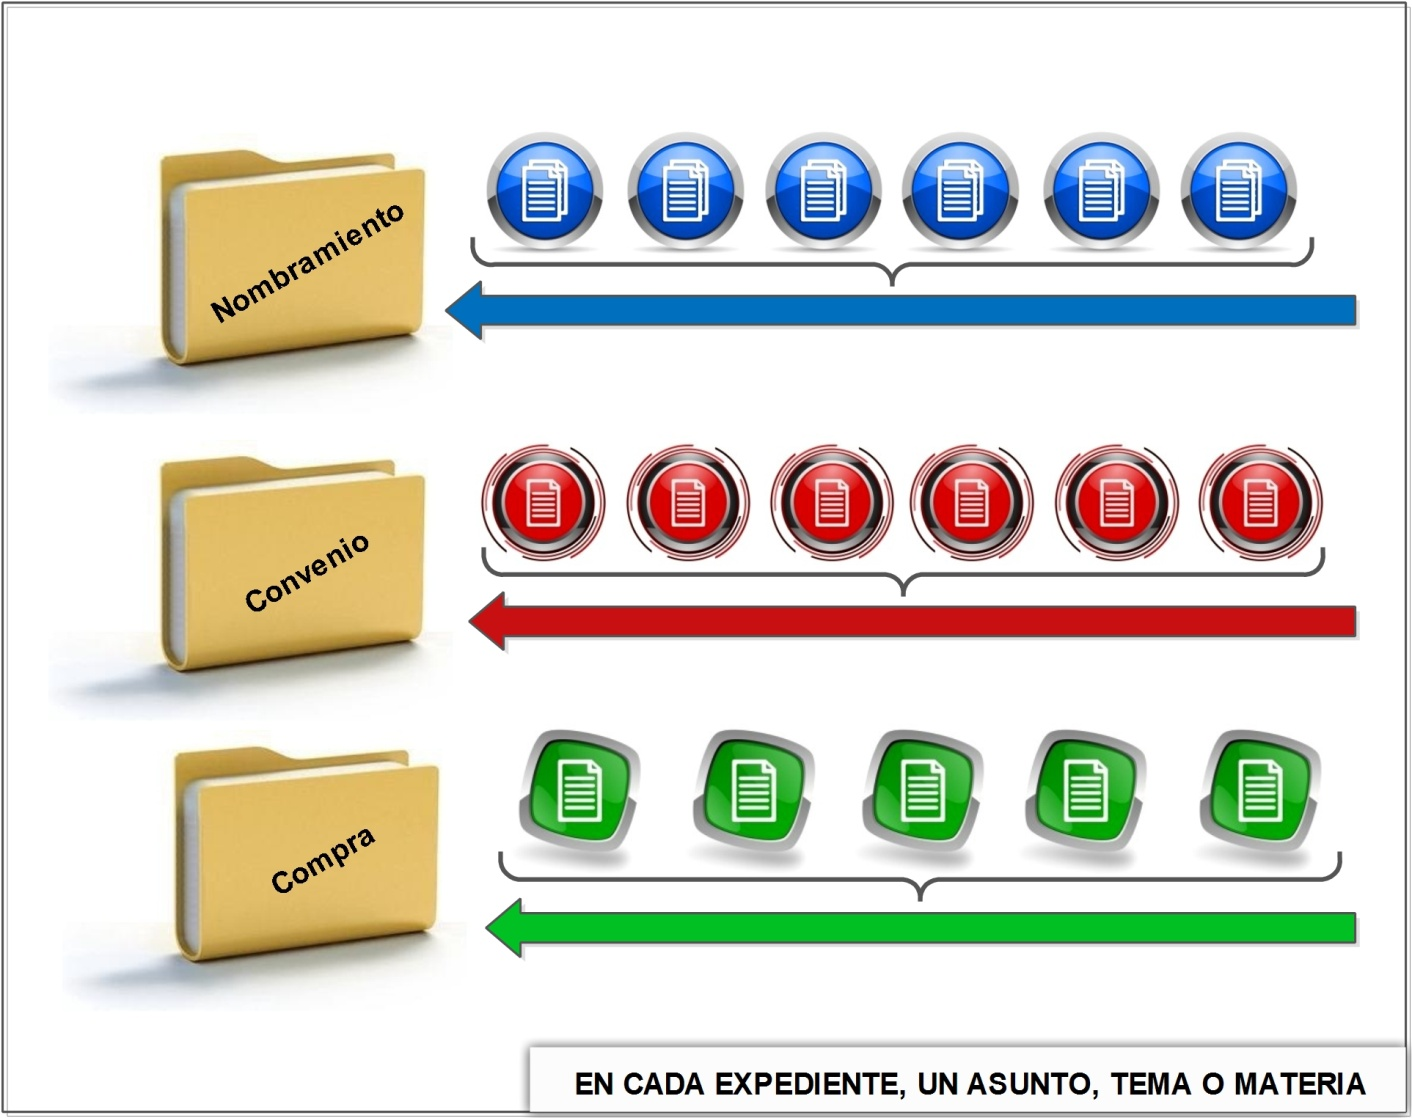 Nombramiento
Convenio
Compra
EN CADA EXPEDIENTE, UN ASUNTO, TEMA O MATERIA